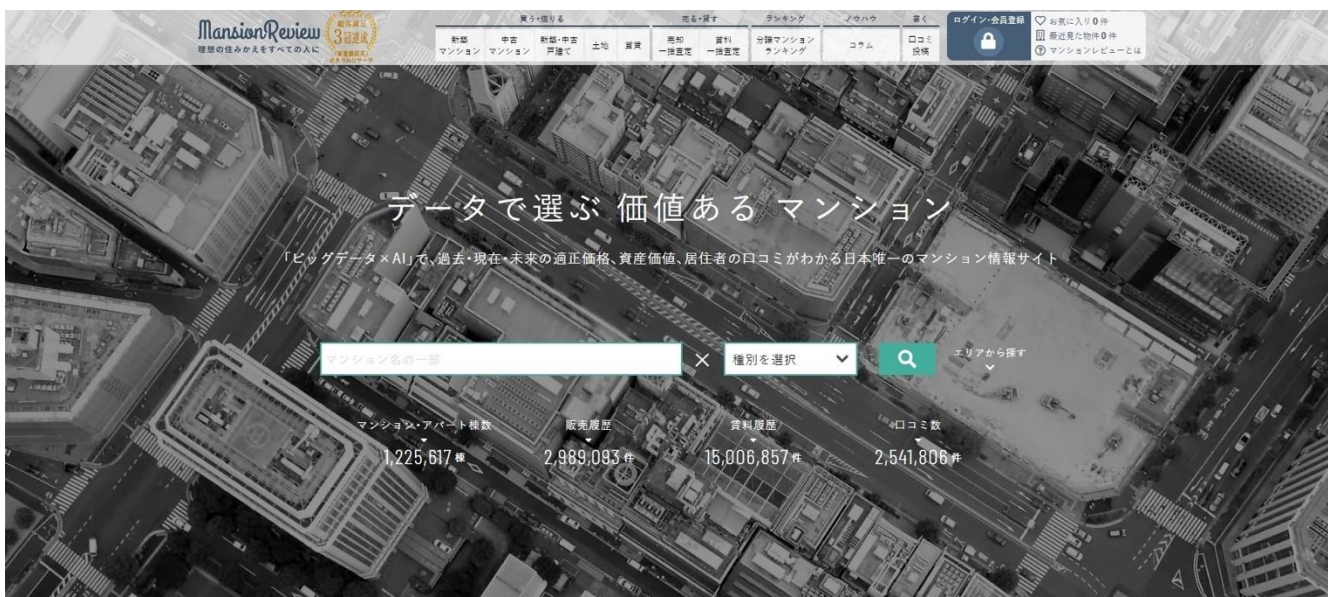 MansionReview
理想の住みかえをすべての人に
顧客満足
3冠達成
買う・借りる
売る・貸す
ランキング
ノウハウ
書く
新築
マンション
中古
マンション
新築・中古
戸建て
土地
賃貸
売却
一括査定
賃料
一括査定
分譲マンション
ランキング
コラム
口コミ
投稿
ログイン・会員登録
お気に入り0件
最近見た物件0件
マンションレビューとは
データで選ぶ 価値ある マンション
「ビッグデータ×AI」で、過去・現在・未来の適正価格、資産価値、居住者の口コミがわかる日本唯一のマンション情報サイト
マンション名の一部
×
種別を選択
エリアから探す
マンション・アパート棟数
販売履歴
賃料履歴
口コミ数
1,225,617棟
2,989,093件
15,006,857件
2,541,806件